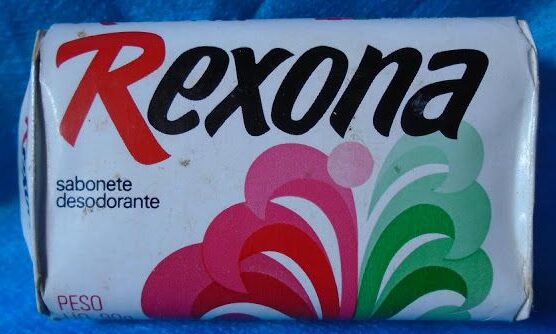 Rexona
sabonete
desodorante
PESO